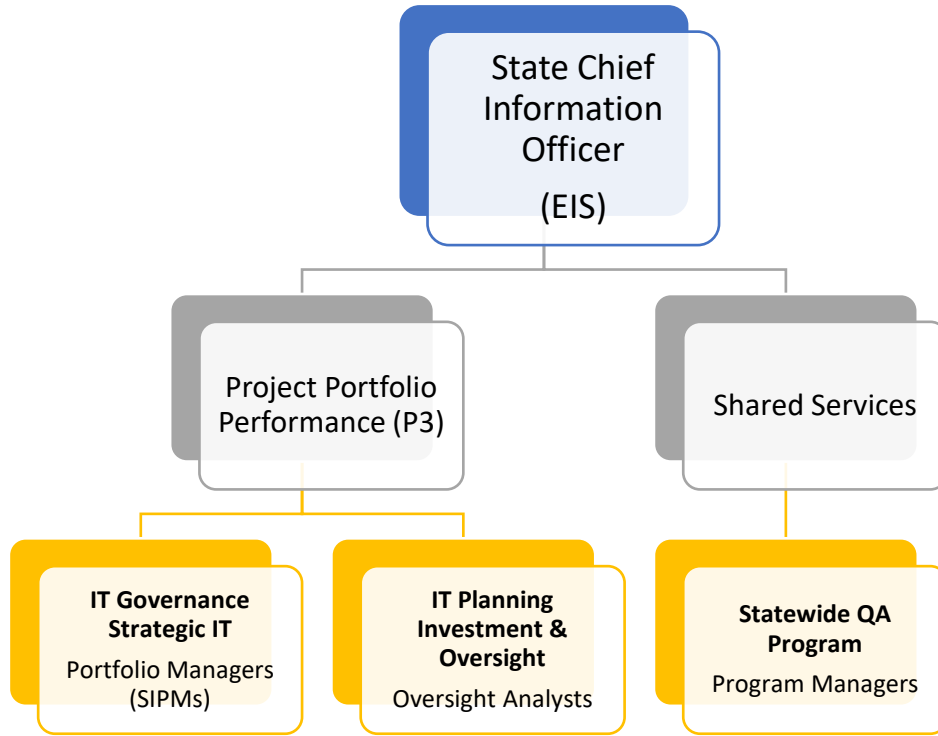 State Chief
Information
Officer
(EIS)
Project Portfolio
Performance (P3)
Shared Services
IT Governance
Strategic IT
Portfolio Managers
(SIPMs)
IT Planning
Investment &
Oversight
Oversight Analysts
Statewide QA
Program
Program Managers